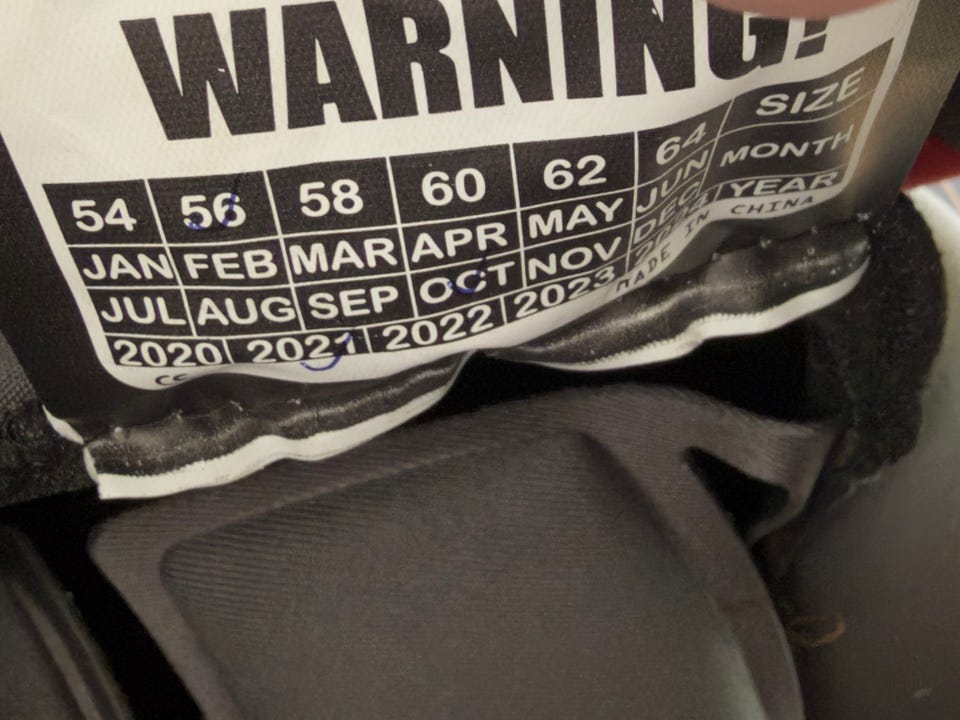 WARNING!
54 56 58 60 62 64 SIZE
JAN FEB MAR APR MAY JUN MONTH
JUL AUG SEP OCT NOV DEC
2020 2021 2022 2023 2024 YEAR
MADE IN CHINA